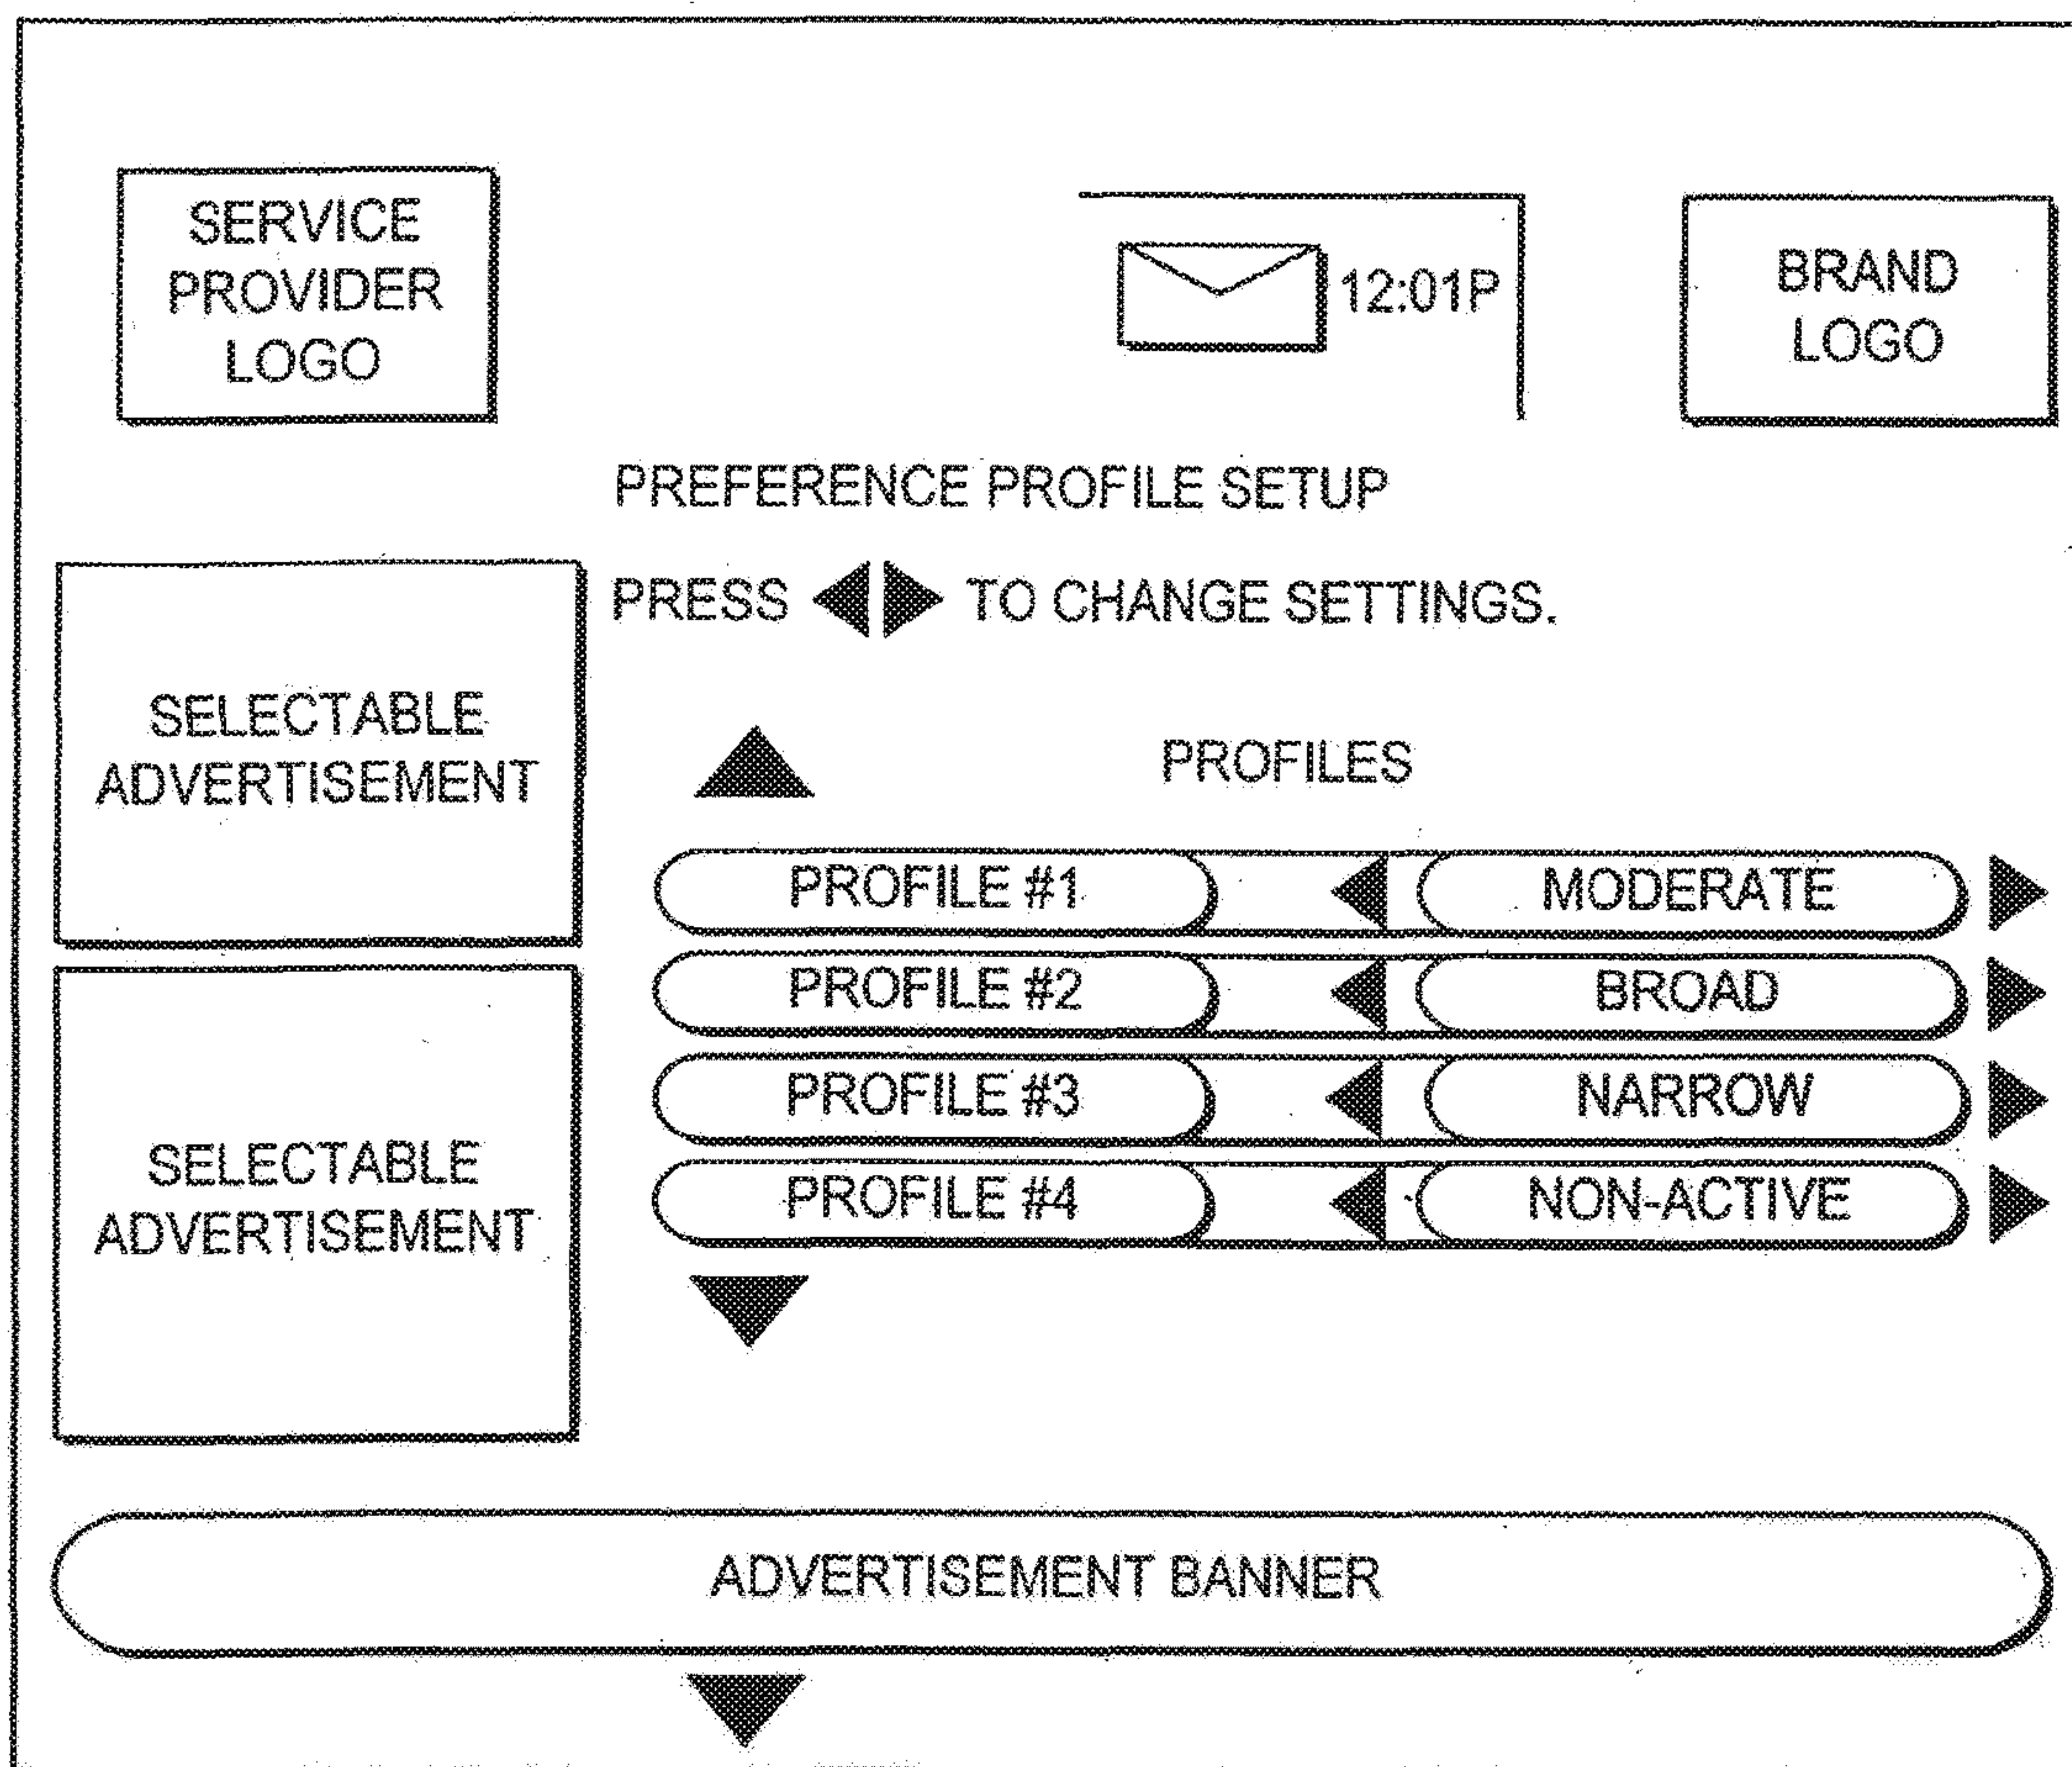 SERVICE
PROVIDER
LOGO
12:01P
BRAND
LOGO
PREFERENCE PROFILE SETUP
PRESS ◀▶ TO CHANGE SETTINGS.
SELECTABLE
ADVERTISEMENT
PROFILES
PROFILE #1 MODERATE
PROFILE #2 BROAD
PROFILE #3 NARROW
PROFILE #4 NON-ACTIVE
SELECTABLE
ADVERTISEMENT
ADVERTISEMENT BANNER